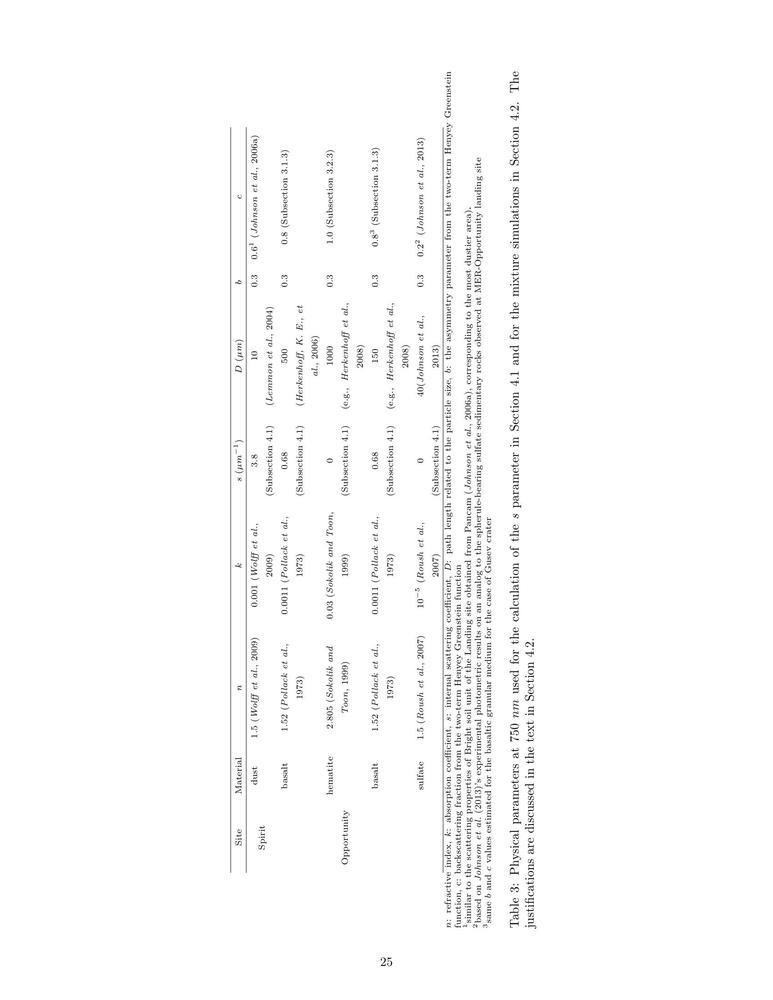 Site Material n k s (μm⁻¹) D (μm) b c
dust 1.5 (Wolff et al., 2009) 0.001 (Wolff et al., 3.8 10 0.3 0.6¹ (Johnson et al., 2006a)
Spirit 2009) (Subsection 4.1) (Lemmon et al., 2004)
basalt 1.52 (Pollack et al., 0.0011 (Pollack et al., 0.68 500 0.3 0.8 (Subsection 3.1.3)
1973) 1973) (Subsection 4.1) (Herkenhoff, K. E., et
al., 2006)
hematite 2.805 (Sokolik and 0.03 (Sokolik and Toon, 0 1000 0.3 1.0 (Subsection 3.2.3)
Opportunity Toon, 1999) 1999) (Subsection 4.1) (e.g., Herkenhoff et al.,
2008)
basalt 1.52 (Pollack et al., 0.0011 (Pollack et al., 0.68 150 0.3 0.8³ (Subsection 3.1.3)
1973) 1973) (Subsection 4.1) (e.g., Herkenhoff et al.,
2008)
sulfate 1.5 (Roush et al., 2007) 10⁻⁵ (Roush et al., 0 40(Johnson et al., 0.3 0.2² (Johnson et al., 2013)
2007) (Subsection 4.1) 2013)
n: refractive index, k: absorption coefficient, s: internal scattering coefficient, D: path length related to the particle size, b: the asymmetry parameter from the two-term Henyey Greenstein
function, c: backscattering fraction from the two-term Henyey Greenstein function
¹similar to the scattering properties of Bright soil unit of the Landing site obtained from Pancam (Johnson et al., 2006a), corresponding to the most dustier area).
²based on Johnson et al. (2013)'s experimental photometric results on an analog to the spherule-bearing sulfate sedimentary rocks observed at MER-Opportunity landing site
³same b and c values estimated for the basaltic granular medium for the case of Gusev crater
Table 3: Physical parameters at 750 nm used for the calculation of the s parameter in Section 4.1 and for the mixture simulations in Section 4.2. The
justifications are discussed in the text in Section 4.2.
25